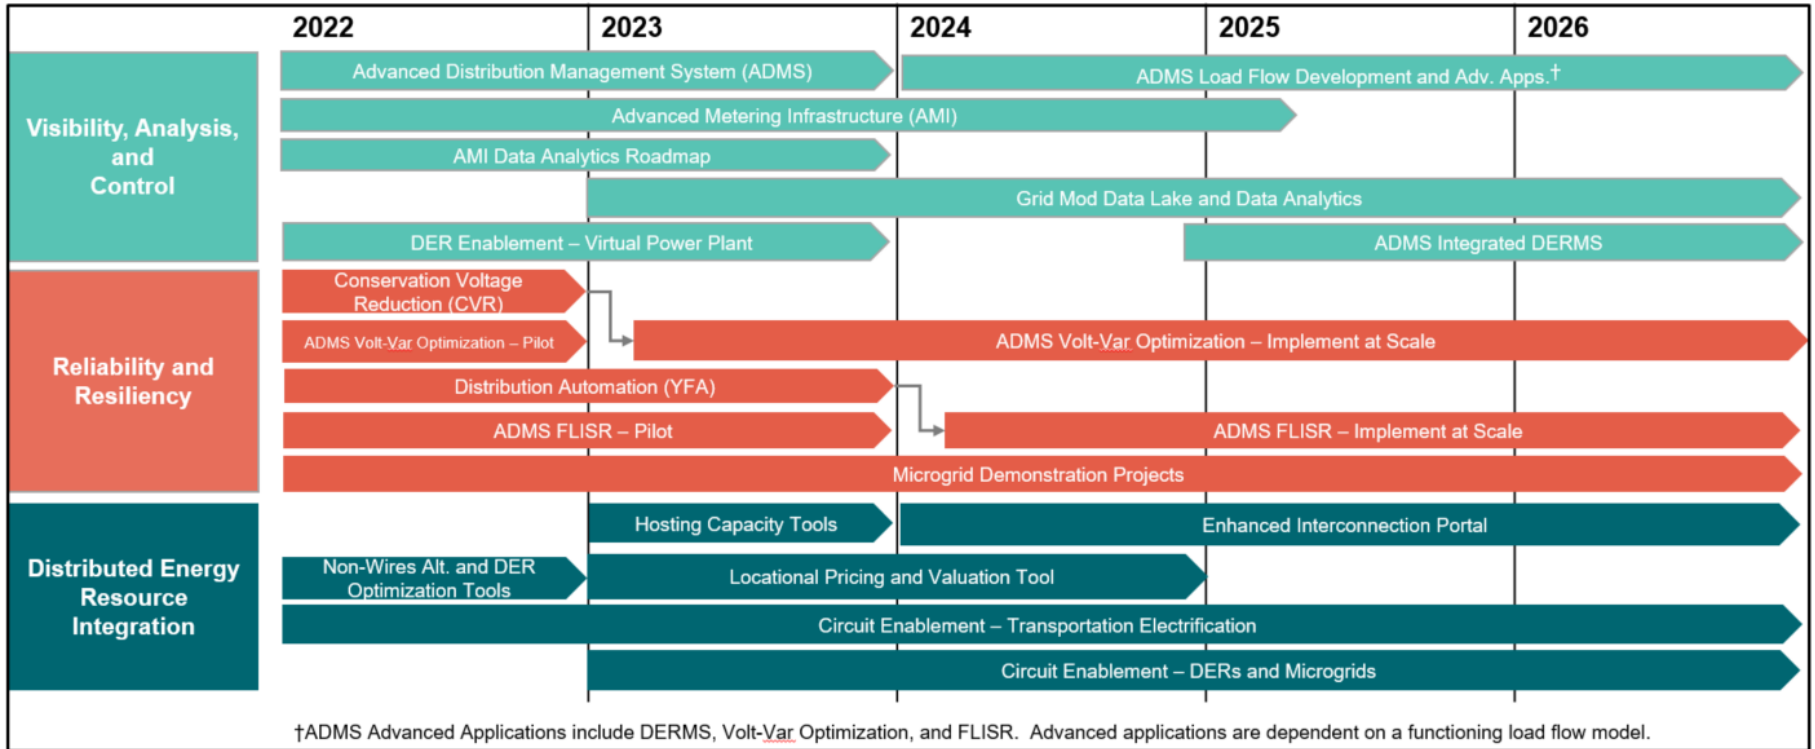 2022
2023
2024
2025
2026
Visibility, Analysis,
and
Control
Advanced Distribution Management System (ADMS)
ADMS Load Flow Development and Adv. Apps.†
Advanced Metering Infrastructure (AMI)
AMI Data Analytics Roadmap
Grid Mod Data Lake and Data Analytics
DER Enablement – Virtual Power Plant
ADMS Integrated DERMS
Reliability and
Resiliency
Conservation Voltage
Reduction (CVR)
ADMS Volt-Var Optimization – Pilot
ADMS Volt-Var Optimization – Implement at Scale
Distribution Automation (YFA)
ADMS FLISR – Pilot
ADMS FLISR – Implement at Scale
Microgrid Demonstration Projects
Distributed Energy
Resource
Integration
Hosting Capacity Tools
Enhanced Interconnection Portal
Non-Wires Alt. and DER
Optimization Tools
Locational Pricing and Valuation Tool
Circuit Enablement – Transportation Electrification
Circuit Enablement – DERs and Microgrids
†ADMS Advanced Applications include DERMS, Volt-Var Optimization, and FLISR.  Advanced applications are dependent on a functioning load flow model.